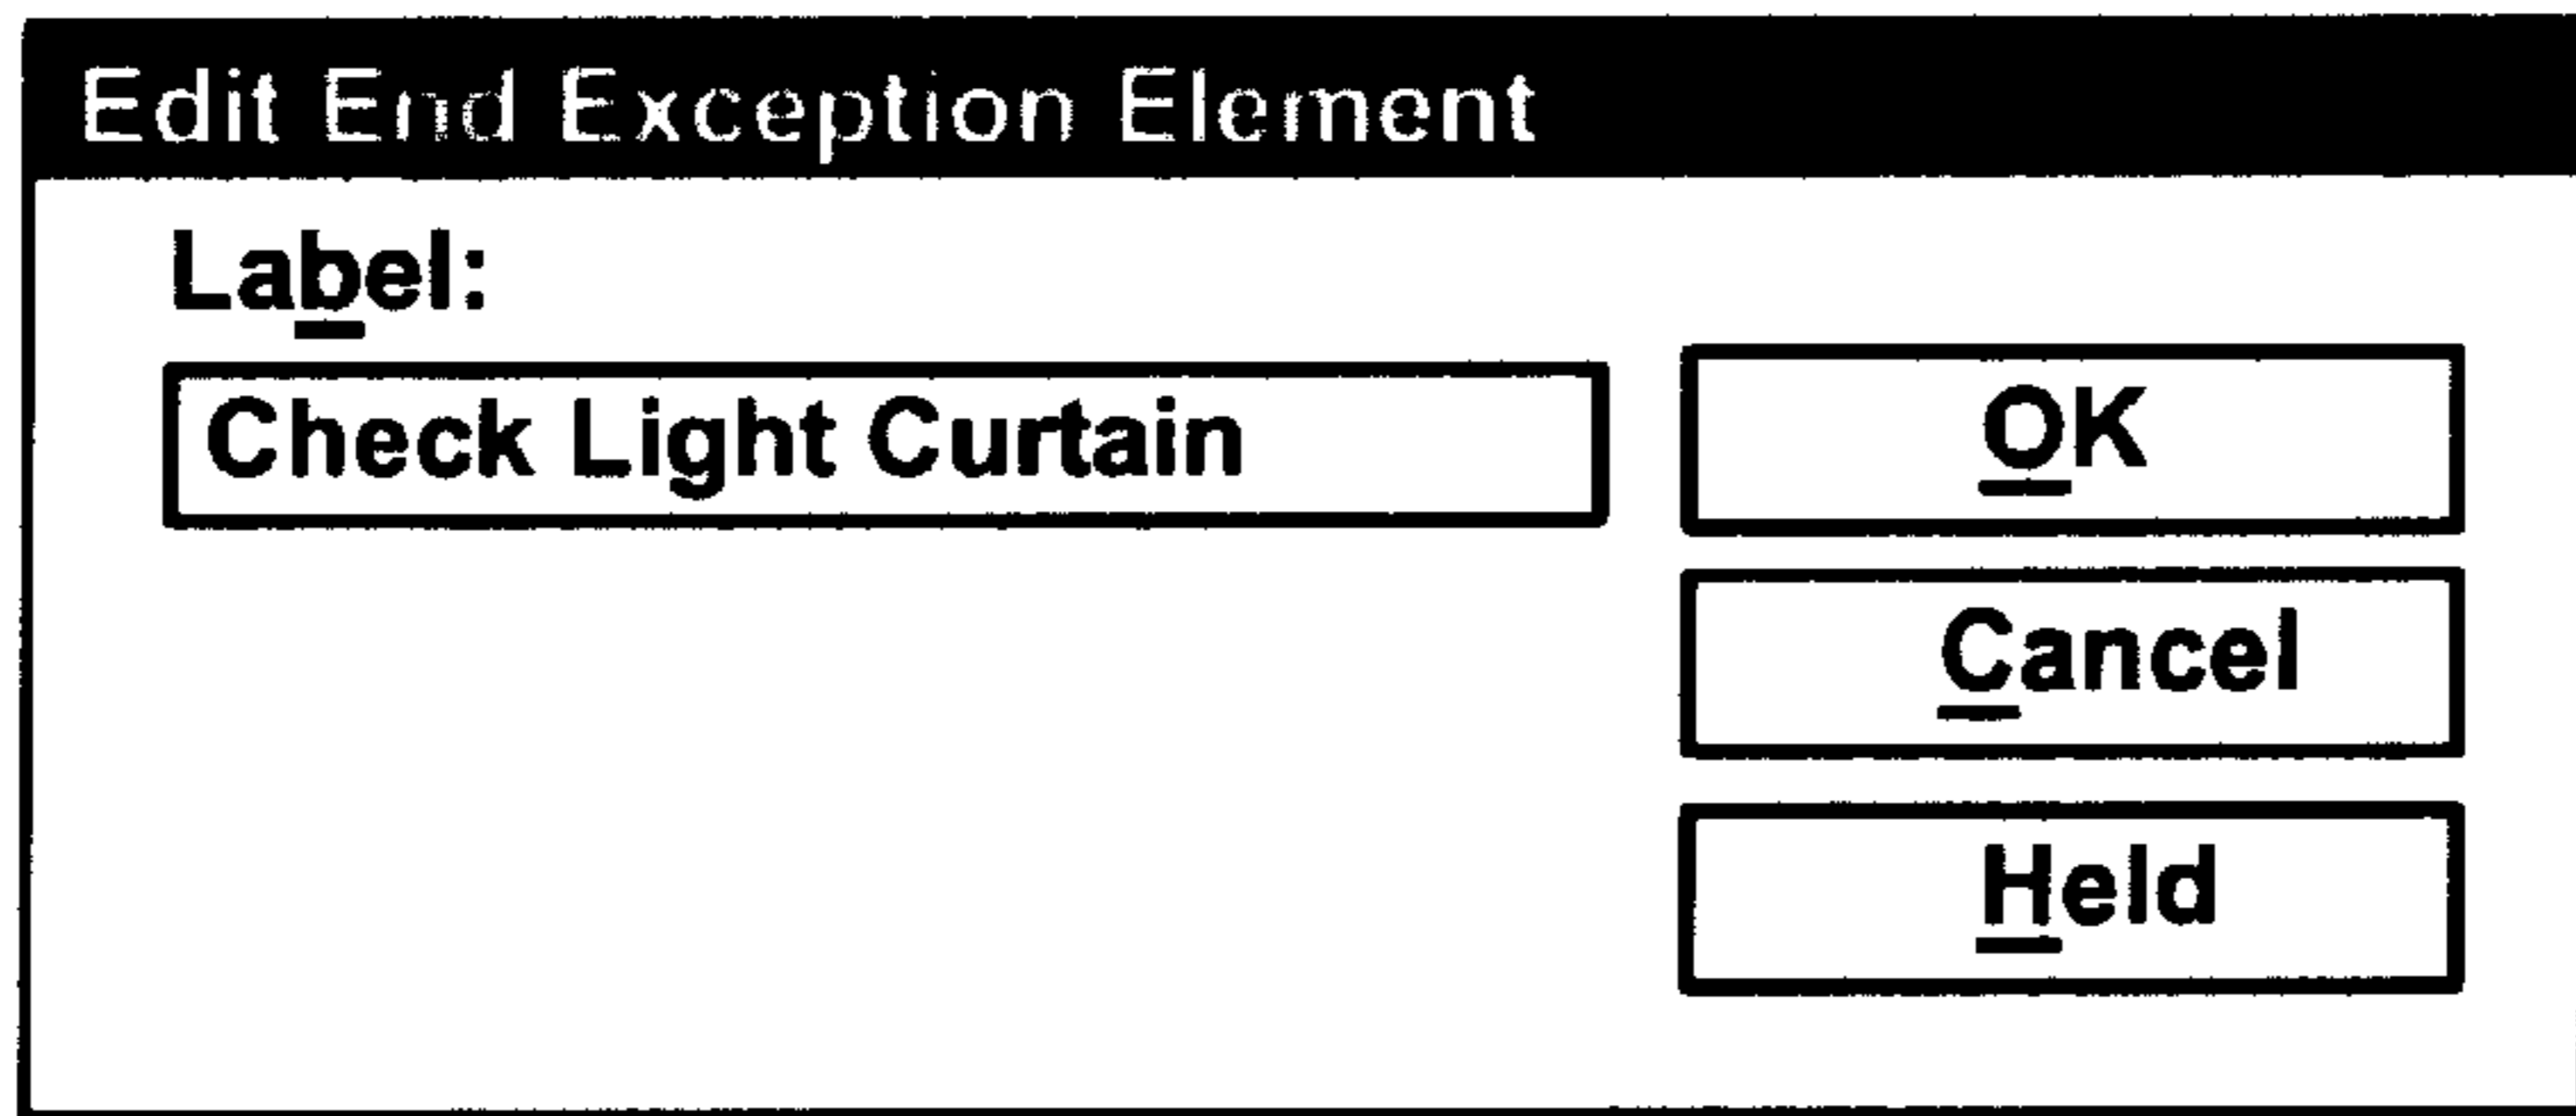 Edit End Exception Element
Label:
Check Light Curtain
OK
Cancel
Held